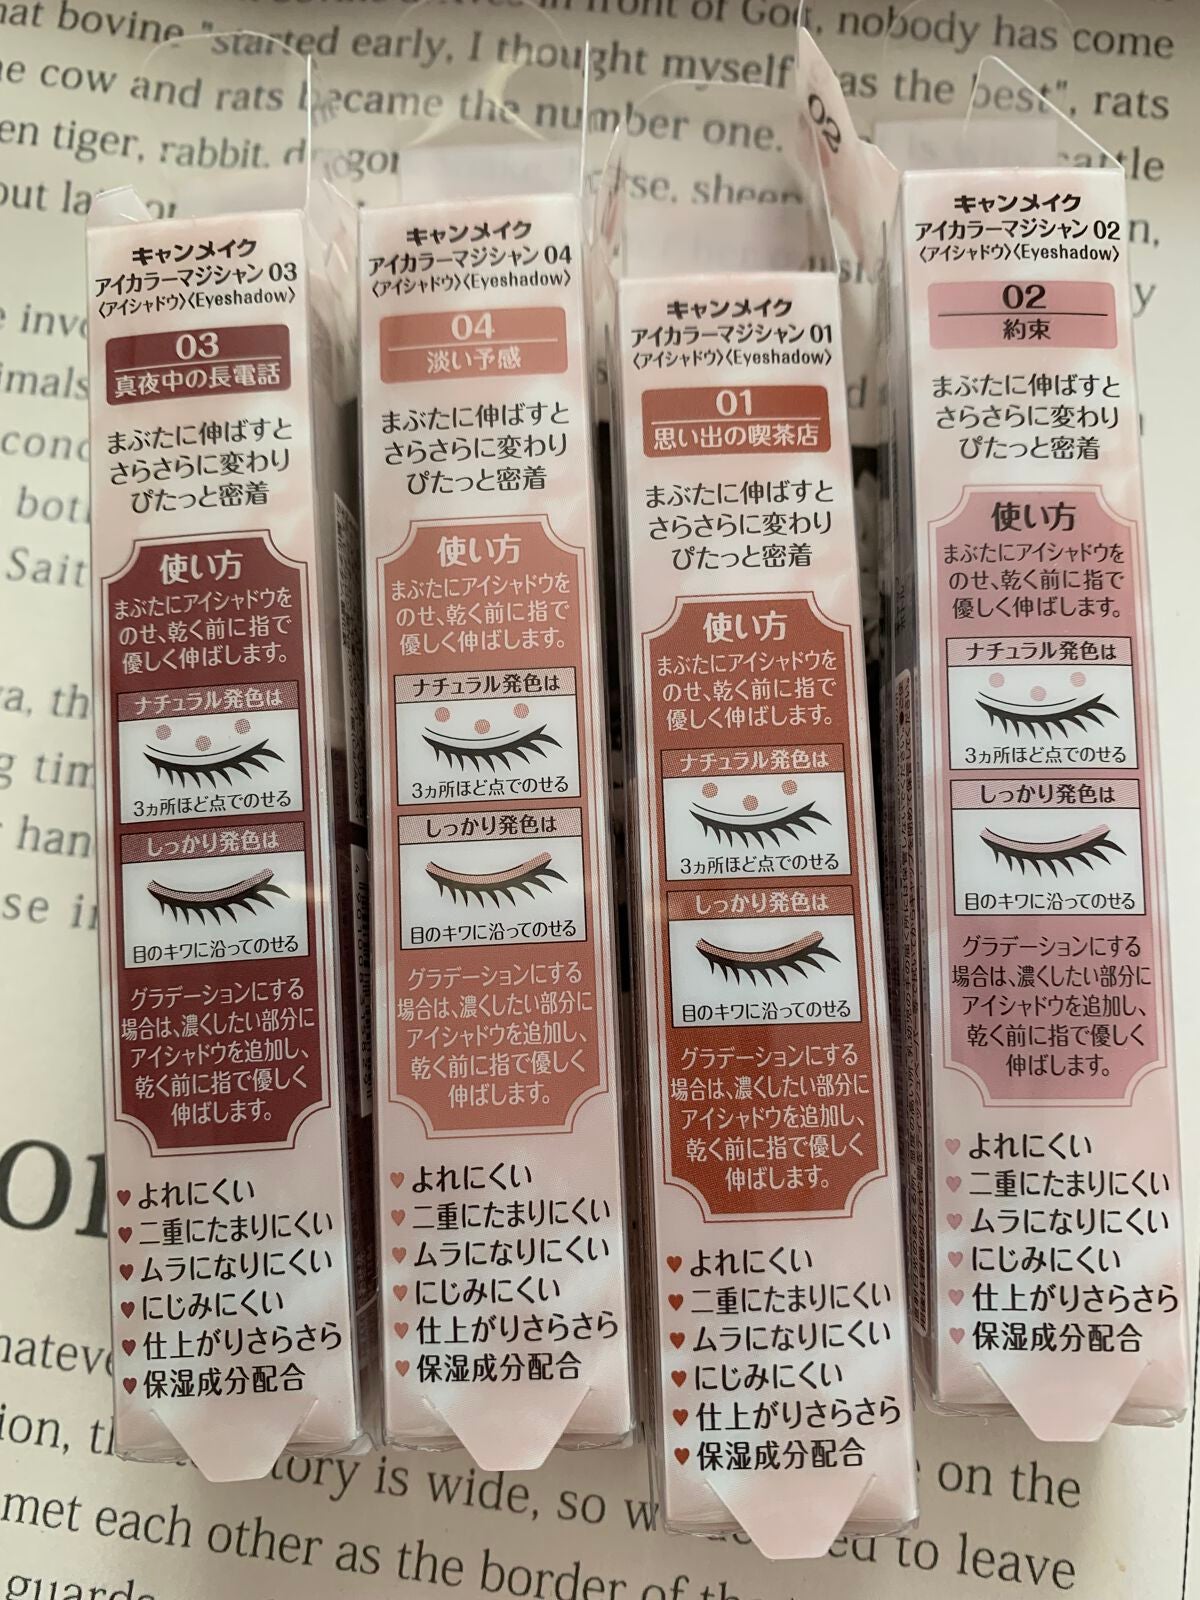 キャンメイク
アイカラーマジシャン 03
〈アイシャドウ〉〈Eyeshadow〉
03
真夜中の長電話
まぶたに伸ばすと
さらさらに変わり
ぴたっと密着
使い方
まぶたにアイシャドウを
のせ、乾く前に指で
優しく伸ばします。
ナチュラル発色は
3ヵ所ほど点でのせる
しっかり発色は
目のキワに沿ってのせる
グラデーションにする
場合は、濃くしたい部分に
アイシャドウを追加し、
乾く前に指で優しく
伸ばします。
♥よれにくい
♥二重にたまりにくい
♥ムラになりにくい
♥にじみにくい
♥仕上がりさらさら
♥保湿成分配合
キャンメイク
アイカラーマジシャン 04
〈アイシャドウ〉〈Eyeshadow〉
04
淡い予感
まぶたに伸ばすと
さらさらに変わり
ぴたっと密着
使い方
まぶたにアイシャドウを
のせ、乾く前に指で
優しく伸ばします。
ナチュラル発色は
3ヵ所ほど点でのせる
しっかり発色は
目のキワに沿ってのせる
グラデーションにする
場合は、濃くしたい部分に
アイシャドウを追加し、
乾く前に指で優しく
伸ばします。
♥よれにくい
♥二重にたまりにくい
♥ムラになりにくい
♥にじみにくい
♥仕上がりさらさら
♥保湿成分配合
キャンメイク
アイカラーマジシャン 01
〈アイシャドウ〉〈Eyeshadow〉
01
思い出の喫茶店
まぶたに伸ばすと
さらさらに変わり
ぴたっと密着
使い方
まぶたにアイシャドウを
のせ、乾く前に指で
優しく伸ばします。
ナチュラル発色は
3ヵ所ほど点でのせる
しっかり発色は
目のキワに沿ってのせる
グラデーションにする
場合は、濃くしたい部分に
アイシャドウを追加し、
乾く前に指で優しく
伸ばします。
♥よれにくい
♥二重にたまりにくい
♥ムラになりにくい
♥にじみにくい
♥仕上がりさらさら
♥保湿成分配合
02
キャンメイク
アイカラーマジシャン 02
〈アイシャドウ〉〈Eyeshadow〉
02
約束
まぶたに伸ばすと
さらさらに変わり
ぴたっと密着
使い方
まぶたにアイシャドウを
のせ、乾く前に指で
優しく伸ばします。
ナチュラル発色は
3ヵ所ほど点でのせる
しっかり発色は
目のキワに沿ってのせる
グラデーションにする
場合は、濃くしたい部分に
アイシャドウを追加し、
乾く前に指で優しく
伸ばします。
♥よれにくい
♥二重にたまりにくい
♥ムラになりにくい
♥にじみにくい
♥仕上がりさらさら
♥保湿成分配合
in front of God, nobody has come
bovine "started early, I thought myself was the best", rats
cow and rats became the number one.
tiger, rabbit, sheep
story is wide, so on the
met each other as the border of to leave